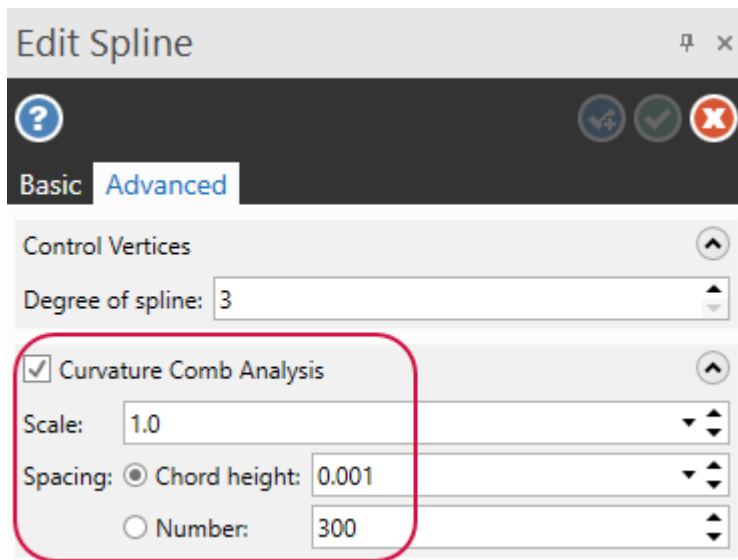 Edit Spline
Basic Advanced
Control Vertices
Degree of spline: 3
Curvature Comb Analysis
Scale: 1.0
Spacing: Chord height: 0.001
Number: 300